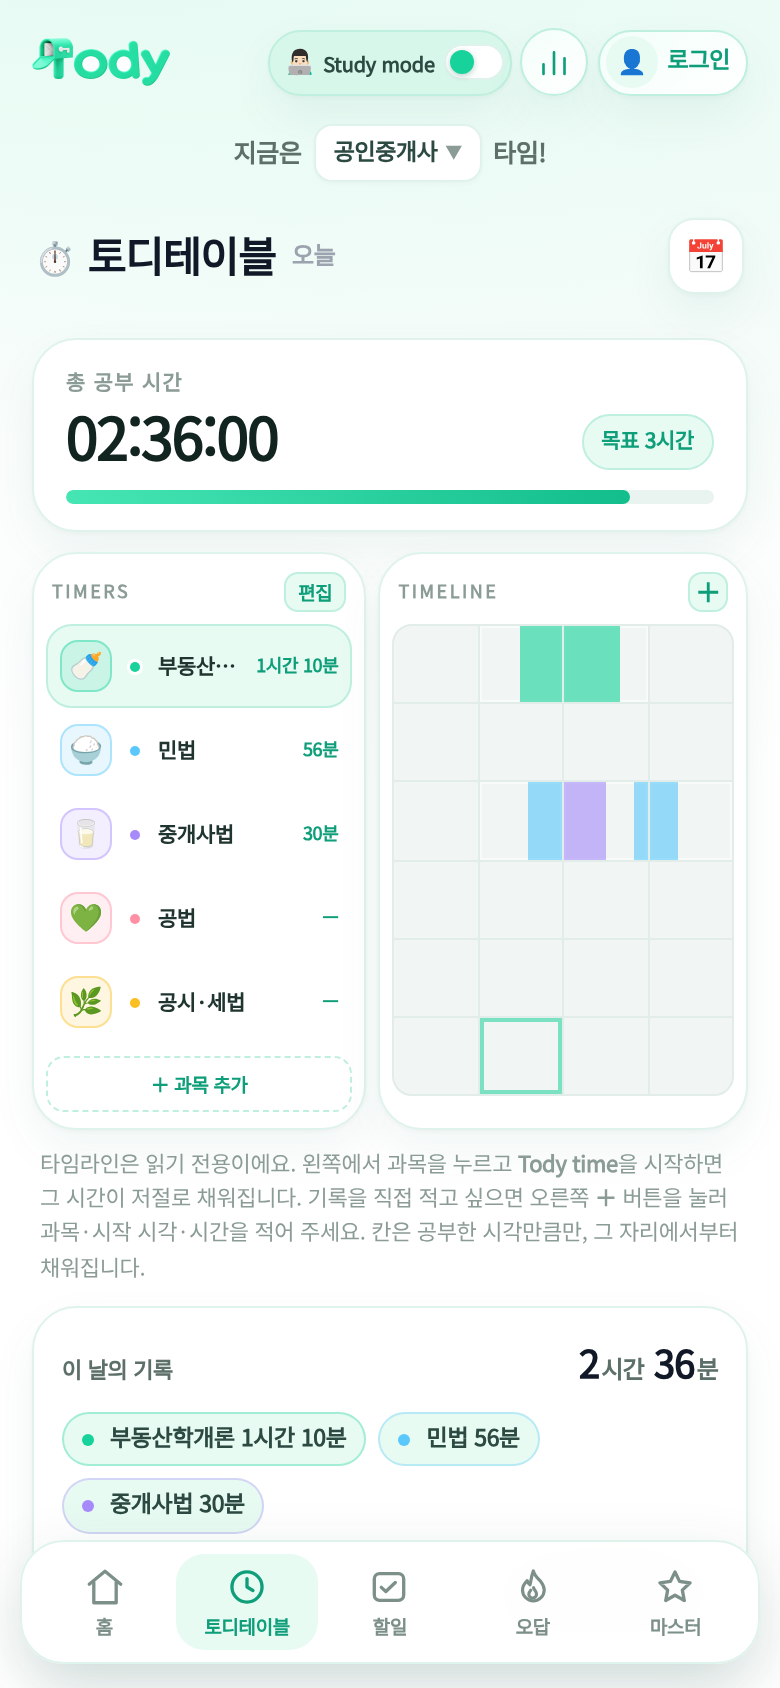 Tody
Study mode
로그인
지금은 공인중개사 ▼ 타임!
토디테이블 오늘
July
17
총 공부 시간
02:36:00
목표 3시간
TIMERS
편집
부동산… 1시간 10분
민법 56분
중개사법 30분
공법 –
공시·세법 –
+ 과목 추가
TIMELINE
+
타임라인은 읽기 전용이에요. 왼쪽에서 과목을 누르고 Tody time을 시작하면
그 시간이 저절로 채워집니다. 기록을 직접 적고 싶으면 오른쪽 + 버튼을 눌러
과목·시작 시각·시간을 적어 주세요. 칸은 공부한 시각만큼만, 그 자리에서부터
채워집니다.
이 날의 기록
2시간 36분
부동산학개론 1시간 10분
민법 56분
중개사법 30분
홈
토디테이블
할일
오답
마스터